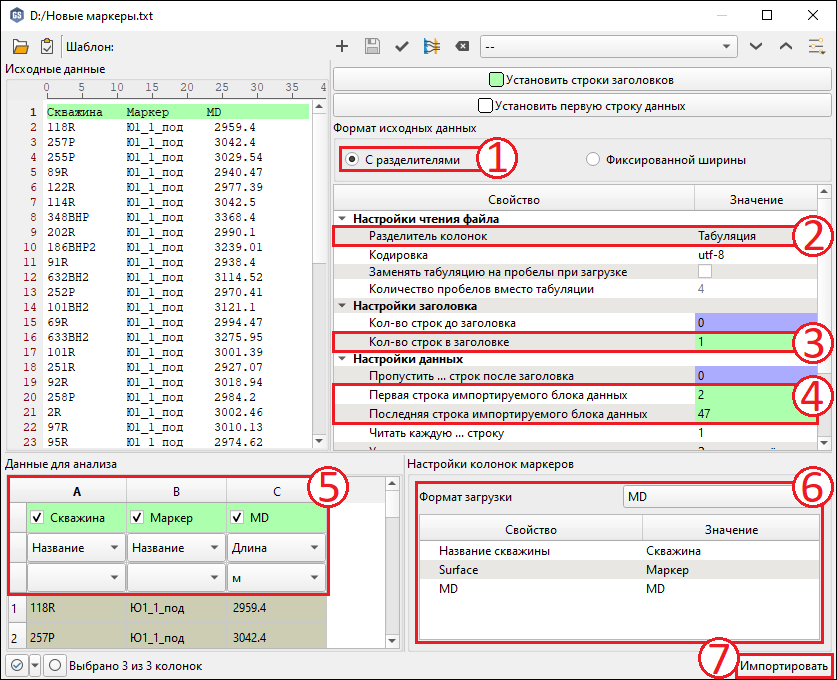 GS D:/Новые маркеры.txt
Шаблон:
--
Исходные данные
0 5 10 15 20 25 30 35 4
1 Скважина Маркер MD
2 118R Ю1_1_под 2959.4
3 257P Ю1_1_под 3042.4
4 255P Ю1_1_под 3029.54
5 89R Ю1_1_под 2940.47
6 122R Ю1_1_под 2977.39
7 114R Ю1_1_под 3042.5
8 348BHP Ю1_1_под 3368.4
9 202R Ю1_1_под 2990.1
10 186BHP2 Ю1_1_под 3239.01
11 91R Ю1_1_под 2938.4
12 632BH2 Ю1_1_под 3114.52
13 252P Ю1_1_под 2970.41
14 101BH2 Ю1_1_под 3121.1
15 69R Ю1_1_под 2994.47
16 633BH2 Ю1_1_под 3275.95
17 101R Ю1_1_под 3001.39
18 251R Ю1_1_под 2927.07
19 92R Ю1_1_под 3018.94
20 258P Ю1_1_под 2984.2
21 2R Ю1_1_под 3002.46
22 97R Ю1_1_под 3010.13
23 95R Ю1_1_под 2974.62
Установить строки заголовков
Установить первую строку данных
Формат исходных данных
С разделителями 1 Фиксированной ширины
Свойство Значение
Настройки чтения файла
Разделитель колонок Табуляция 2
Кодировка utf-8
Заменять табуляцию на пробелы при загрузке
Количество пробелов вместо табуляции 4
Настройки заголовка
Кол-во строк до заголовка 0
Кол-во строк в заголовке 1 3
Настройки данных
Пропустить ... строк после заголовка 0
Первая строка импортируемого блока данных 2 4
Последняя строка импортируемого блока данных 47
Читать каждую ... строку 1
Данные для анализа
A B C 5
Скважина Маркер MD
Название Название Длина
м
1 118R Ю1_1_под 2959.4
2 257P Ю1_1_под 3042.4
Выбрано 3 из 3 колонок
Настройки колонок маркеров
Формат загрузки MD 6
Свойство Значение
Название скважины Скважина
Surface Маркер
MD MD
7 Импортировать